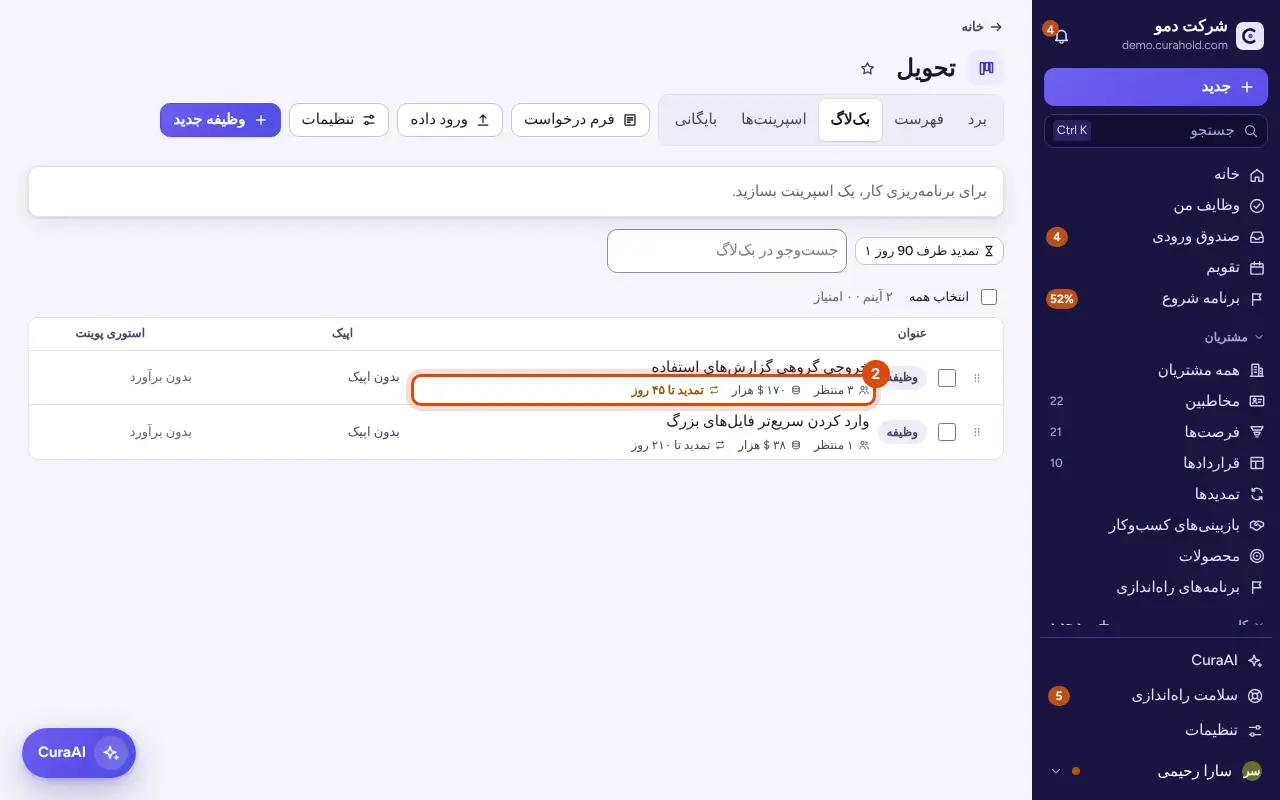 شرکت دمو
demo.curahold.com
4
جدید
جستجو
Ctrl K
خانه
وظایف من
صندوق ورودی
4
تقویم
برنامه شروع
52%
مشتریان
همه مشتریان
مخاطبین
22
فرصت‌ها
21
قراردادها
10
تمدیدها
بازبینی‌های کسب‌وکار
محصولات
برنامه‌های راه‌اندازی
CuraAI
سلامت راه‌اندازی
5
تنظیمات
سر
سارا رحیمی
خانه
تحویل
برد
فهرست
بک‌لاگ
اسپرینت‌ها
بایگانی
فرم درخواست
ورود داده
تنظیمات
وظیفه جدید
برای برنامه‌ریزی کار، یک اسپرینت بسازید.
تمدید ظرف 90 روز ۱
جست‌وجو در بک‌لاگ
انتخاب همه
۲ آیتم · ۰ امتیاز
عنوان
اپیک
استوری پوینت
وظیفه
خروجی گروهی گزارش‌های استفاده
2
۳ منتظر
۱۷۰ $ هزار
تمدید تا ۴۵ روز
بدون اپیک
بدون برآورد
وظیفه
وارد کردن سریع‌تر فایل‌های بزرگ
۱ منتظر
۳۸ $ هزار
تمدید تا ۲۱۰ روز
بدون اپیک
بدون برآورد
CuraAI